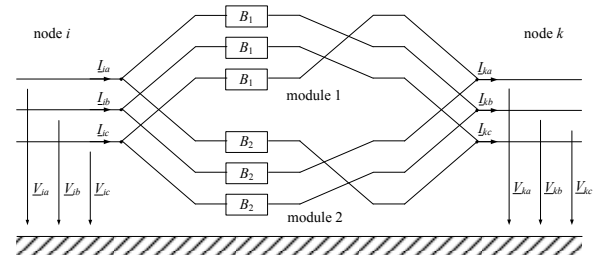 node i
node k
B1
B1
B1
module 1
Iia
Iib
Iic
Ika
Ikb
Ikc
B2
B2
B2
module 2
Via
Vib
Vic
Vka
Vkb
Vkc